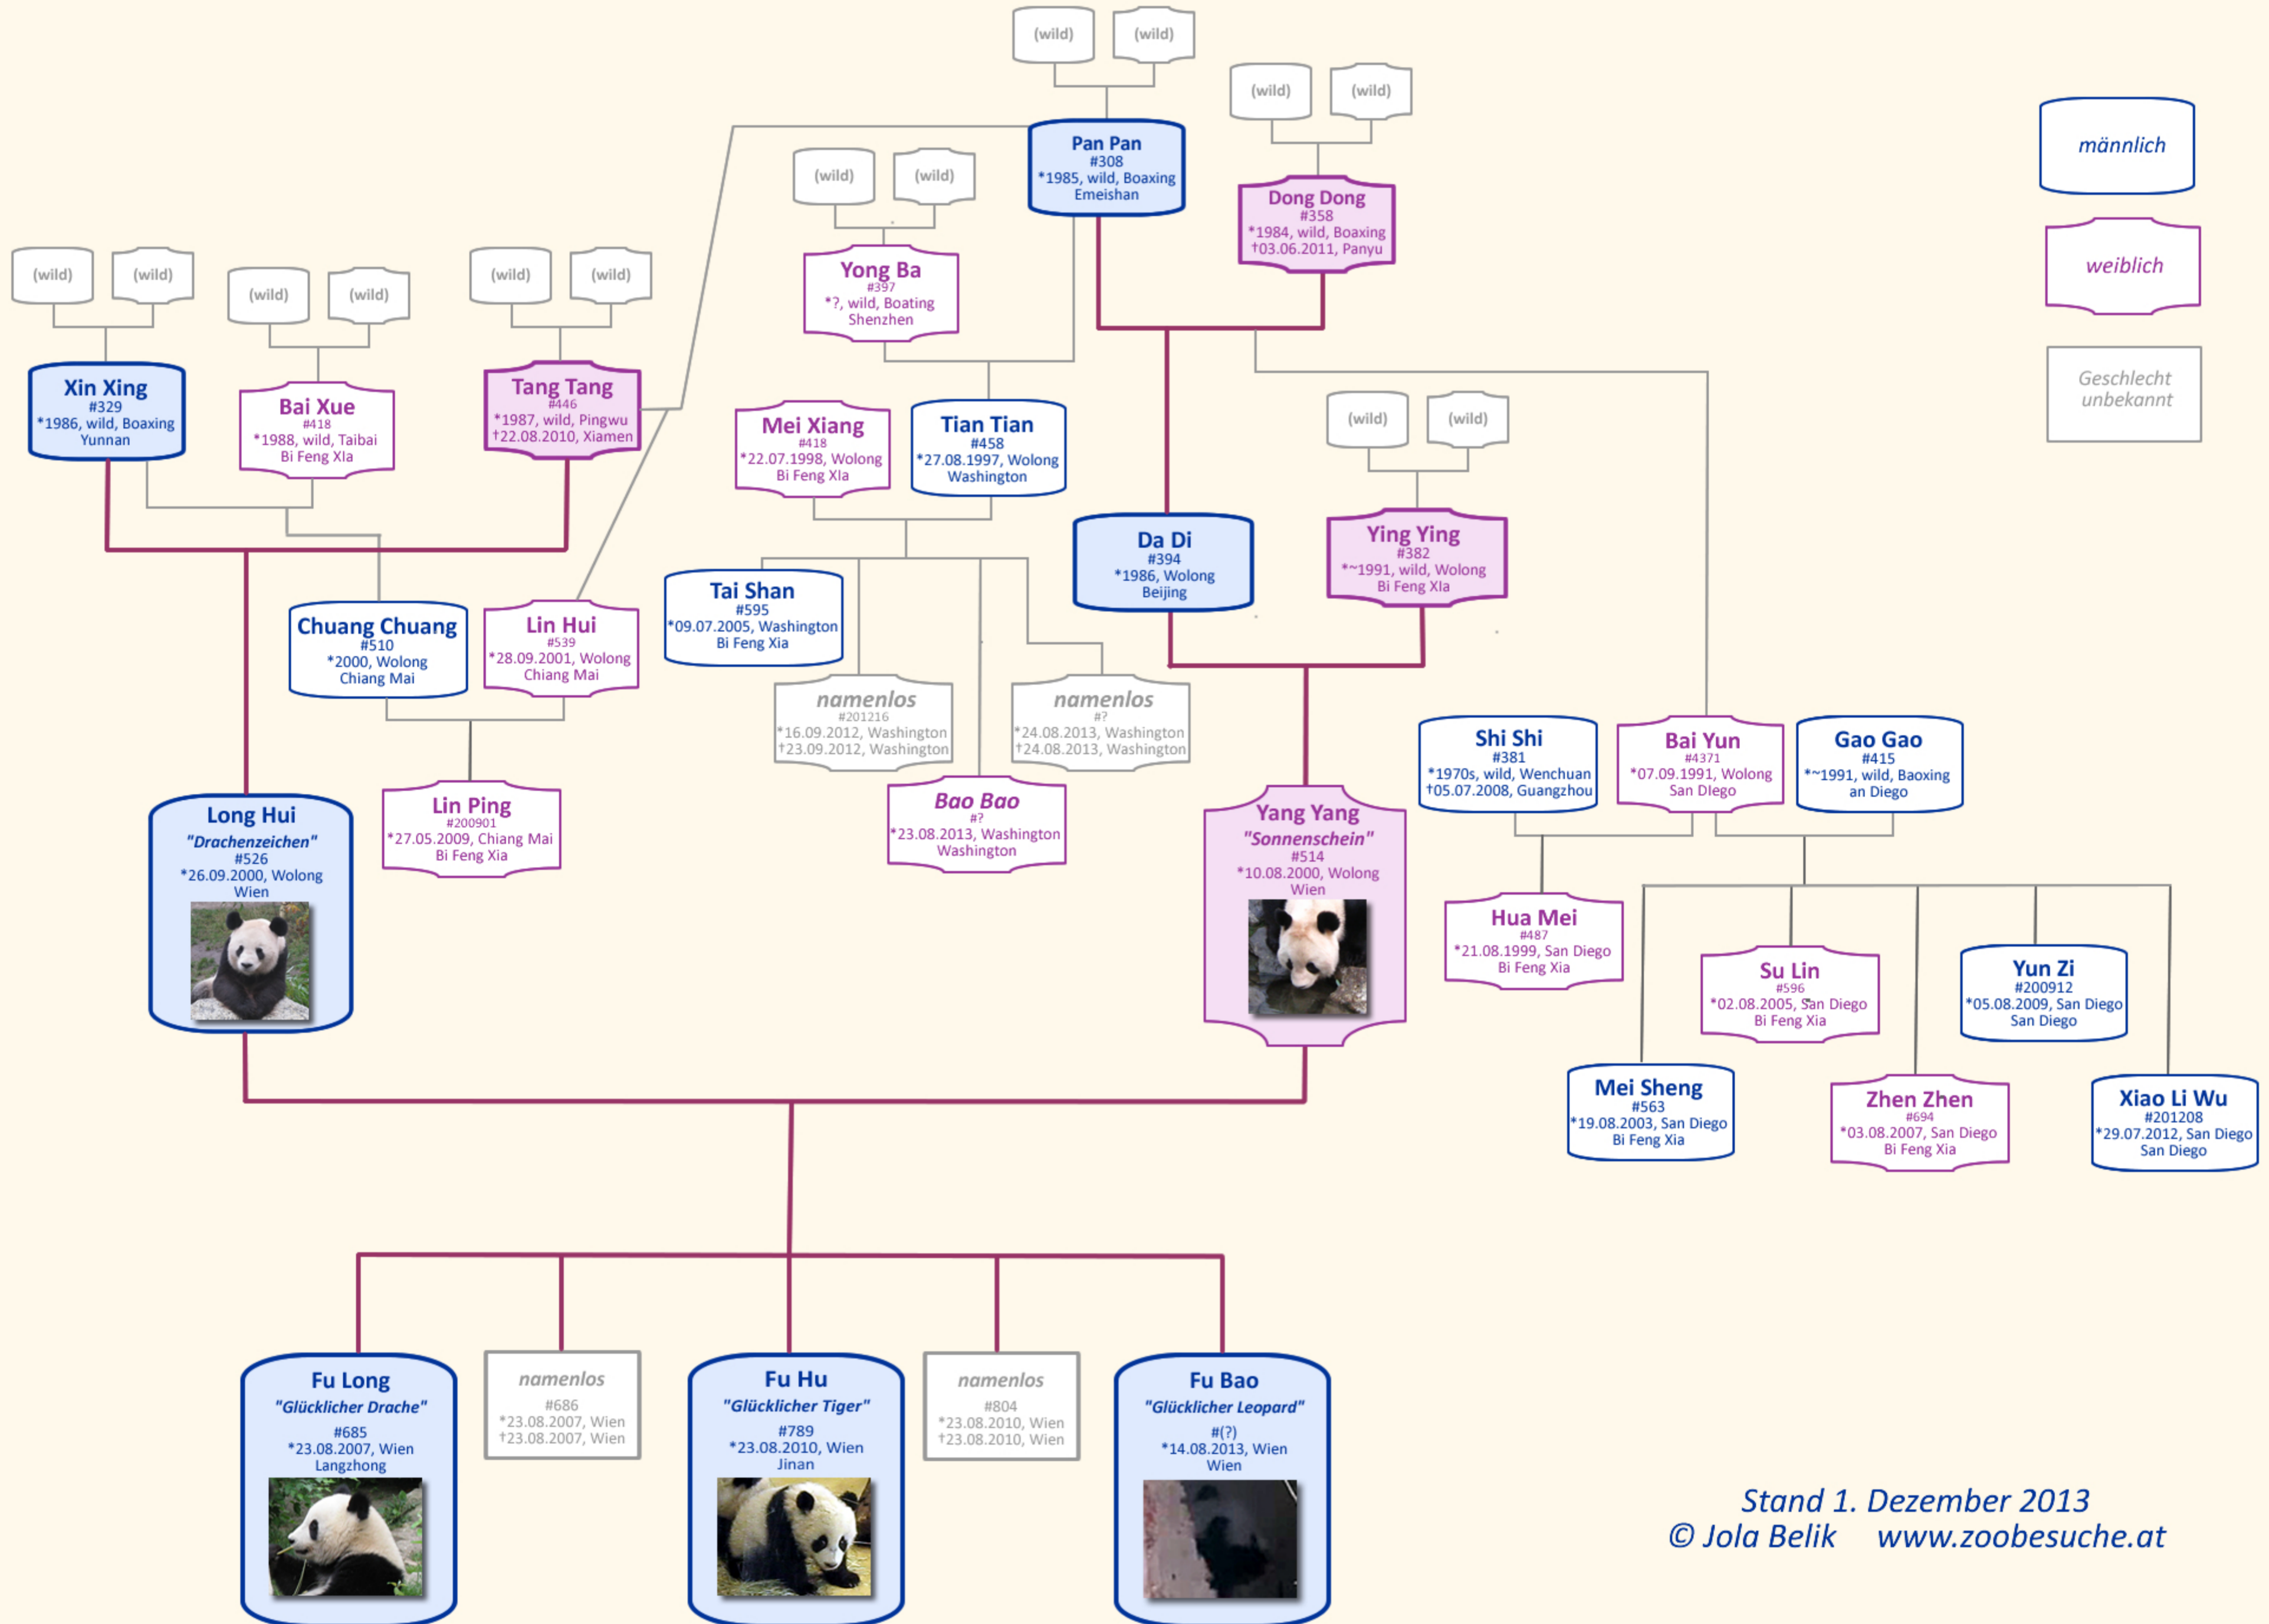 (wild)
(wild)
(wild)
(wild)
männlich
Pan Pan
#308
*1985, wild, Boaxing
Emeishan
(wild)
(wild)
Dong Dong
#358
*1984, wild, Boaxing
†03.06.2011, Panyu
weiblich
Yong Ba
#397
*?, wild, Boating
Shenzhen
(wild)
(wild)
(wild)
(wild)
(wild)
(wild)
Geschlecht
unbekannt
Xin Xing
#329
*1986, wild, Boaxing
Yunnan
Bai Xue
#418
*1988, wild, Taibai
Bi Feng XIa
Tang Tang
#446
*1987, wild, Pingwu
†22.08.2010, Xiamen
Mei Xiang
#418
*22.07.1998, Wolong
Bi Feng XIa
Tian Tian
#458
*27.08.1997, Wolong
Washington
(wild)
(wild)
Da Di
#394
*1986, Wolong
Beijing
Ying Ying
#382
*~1991, wild, Wolong
Bi Feng XIa
Chuang Chuang
#510
*2000, Wolong
Chiang Mai
Lin Hui
#539
*28.09.2001, Wolong
Chiang Mai
Tai Shan
#595
*09.07.2005, Washington
Bi Feng Xia
namenlos
#201216
*16.09.2012, Washington
†23.09.2012, Washington
namenlos
#?
*24.08.2013, Washington
†24.08.2013, Washington
Shi Shi
#381
*1970s, wild, Wenchuan
†05.07.2008, Guangzhou
Bai Yun
#4371
*07.09.1991, Wolong
San DIego
Gao Gao
#415
*~1991, wild, Baoxing
an Diego
Long Hui
"Drachenzeichen"
#526
*26.09.2000, Wolong
Wien
Lin Ping
#200901
*27.05.2009, Chiang Mai
Bi Feng Xia
Bao Bao
#?
*23.08.2013, Washington
Washington
Yang Yang
"Sonnenschein"
#514
*10.08.2000, Wolong
Wien
Hua Mei
#487
*21.08.1999, San Diego
Bi Feng Xia
Su Lin
#596
*02.08.2005, San Diego
Bi Feng Xia
Yun Zi
#200912
*05.08.2009, San Diego
San Diego
Mei Sheng
#563
*19.08.2003, San Diego
Bi Feng Xia
Zhen Zhen
#694
*03.08.2007, San Diego
Bi Feng Xia
Xiao Li Wu
#201208
*29.07.2012, San Diego
San Diego
Fu Long
"Glücklicher Drache"
#685
*23.08.2007, Wien
Langzhong
namenlos
#686
*23.08.2007, Wien
†23.08.2007, Wien
Fu Hu
"Glücklicher Tiger"
#789
*23.08.2010, Wien
Jinan
namenlos
#804
*23.08.2010, Wien
†23.08.2010, Wien
Fu Bao
"Glücklicher Leopard"
#(?)
*14.08.2013, Wien
Wien
Stand 1. Dezember 2013
© Jola Belik www.zoobesuche.at